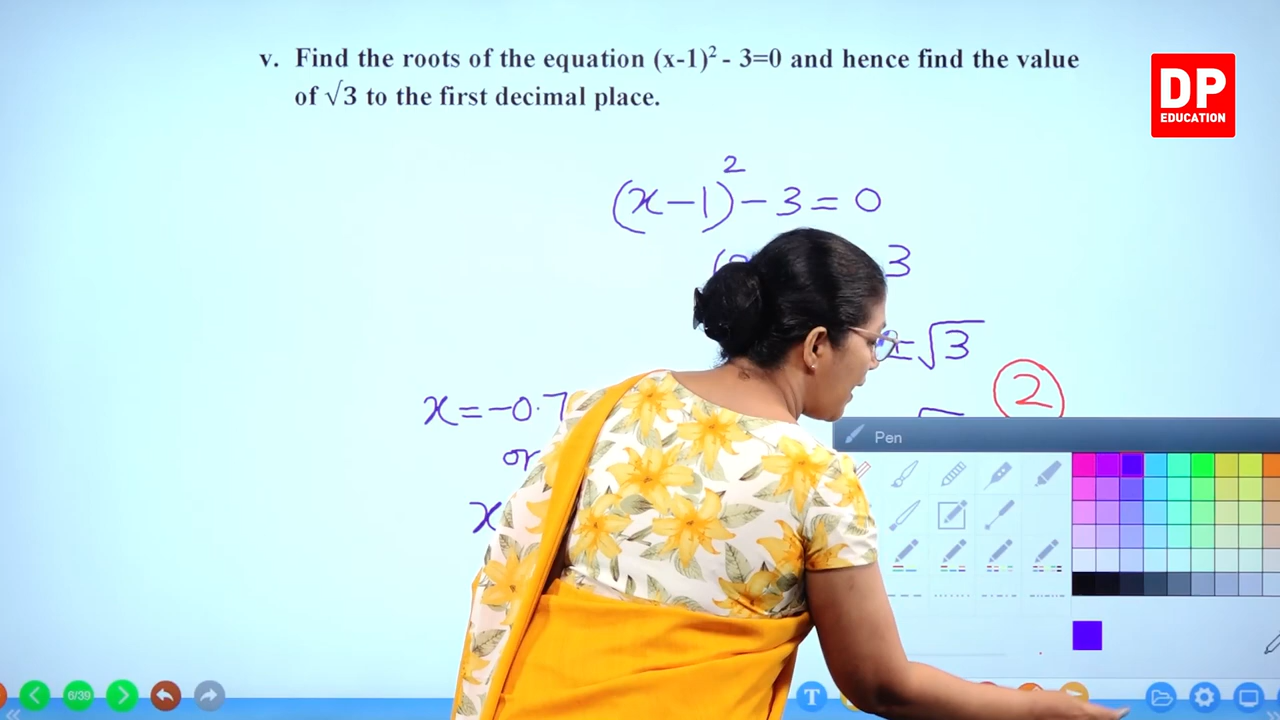 v. Find the roots of the equation (x-1)² - 3=0 and hence find the value
of √3 to the first decimal place.
DP
EDUCATION
(x-1)² - 3 = 0
3
= √3
x = -0.7
2
or
x
Pen
6/39
T